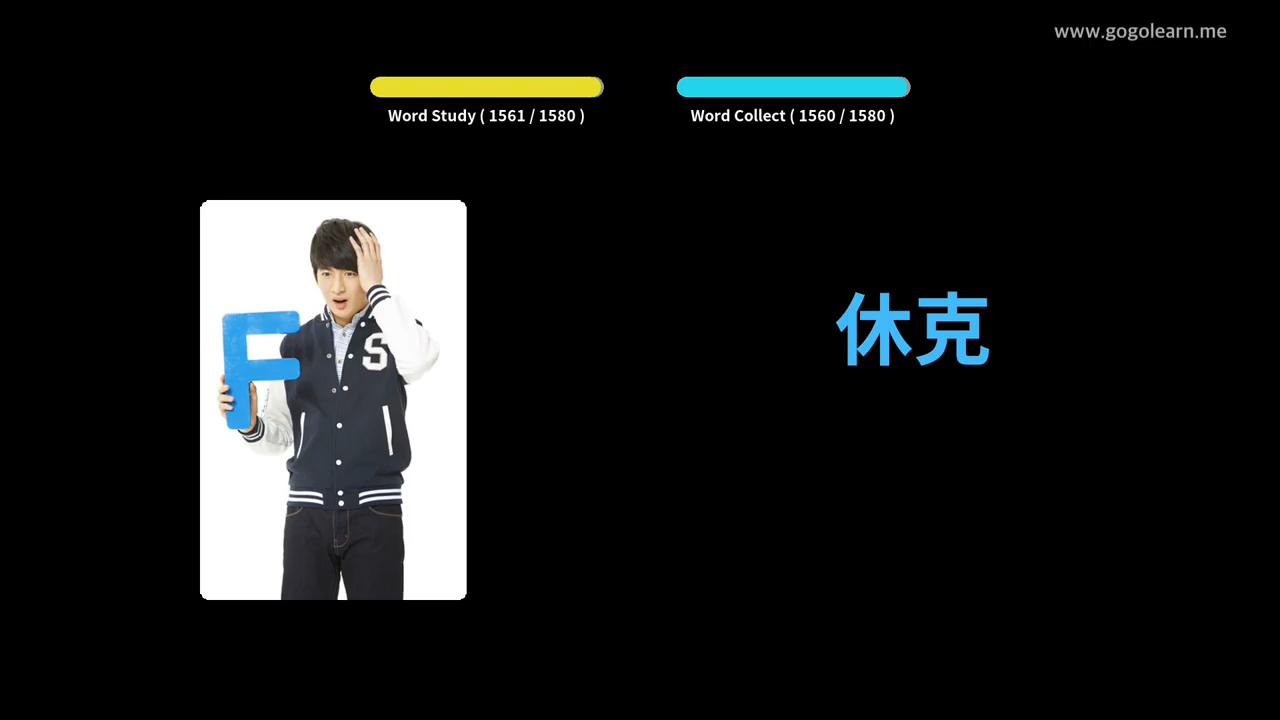 www.gogolearn.me
Word Study ( 1561 / 1580 )
Word Collect ( 1560 / 1580 )
F
S
休克